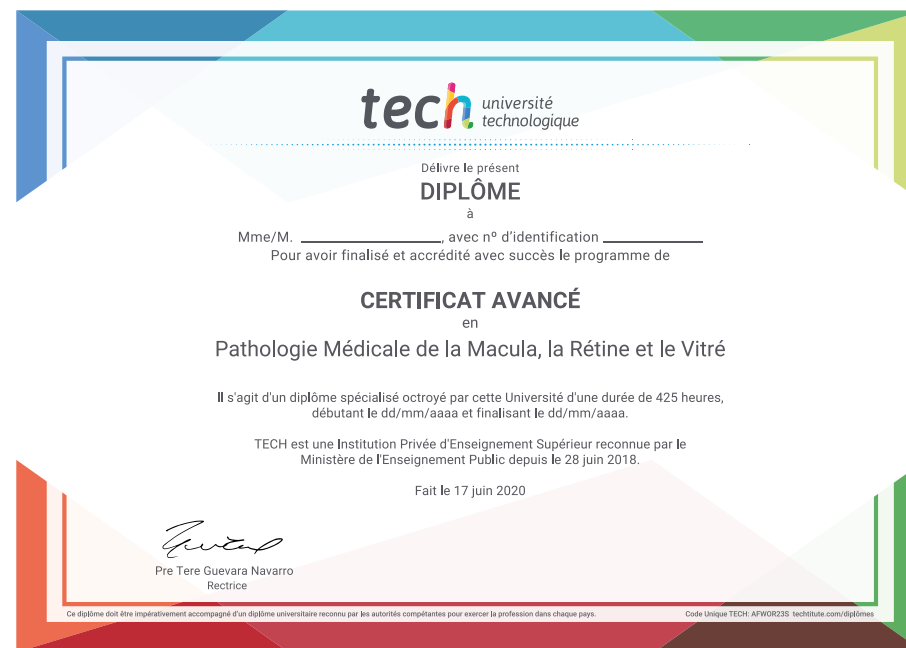 tech université
technologique
Délivre le présent
DIPLÔME
à
Mme/M. ____________________, avec nº d'identification ______________
Pour avoir finalisé et accrédité avec succès le programme de
CERTIFICAT AVANCÉ
en
Pathologie Médicale de la Macula, la Rétine et le Vitré
Il s'agit d'un diplôme spécialisé octroyé par cette Université d'une durée de 425 heures,
débutant le dd/mm/aaaa et finalisant le dd/mm/aaaa.
TECH est une Institution Privée d'Enseignement Supérieur reconnue par le
Ministère de l'Enseignement Public depuis le 28 juin 2018.
Fait le 17 juin 2020
Pre Tere Guevara Navarro
Rectrice
Ce diplôme doit être impérativement accompagné d'un diplôme universitaire reconnu par les autorités compétantes pour exercer la profession dans chaque pays.
Code Unique TECH: AFWOR23S techtitute.com/diplômes